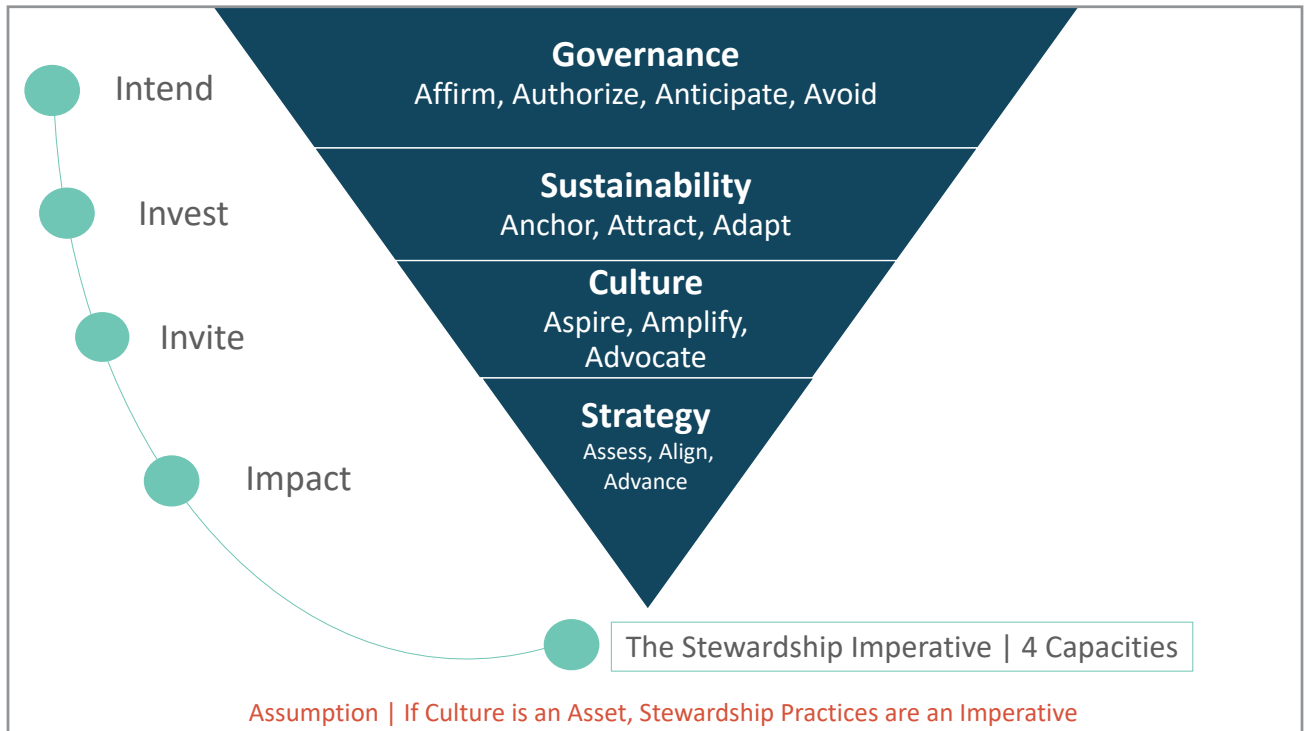 Governance
Affirm, Authorize, Anticipate, Avoid
Intend
Sustainability
Anchor, Attract, Adapt
Invest
Culture
Aspire, Amplify,
Advocate
Invite
Strategy
Assess, Align,
Advance
Impact
The Stewardship Imperative | 4 Capacities
Assumption | If Culture is an Asset, Stewardship Practices are an Imperative